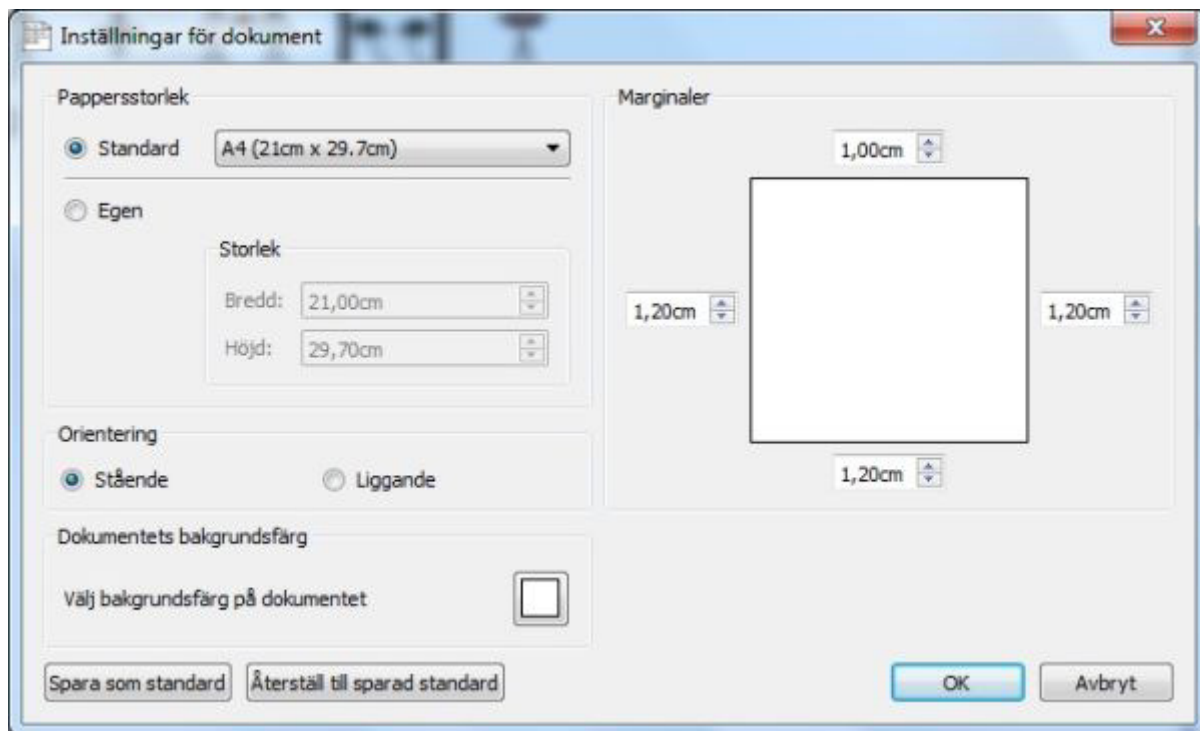 Inställningar för dokument
Pappersstorlek
Standard
A4 (21cm x 29.7cm)
Egen
Storlek
Bredd:
21,00cm
Höjd:
29,70cm
Marginaler
1,00cm
1,20cm
1,20cm
1,20cm
Orientering
Stående
Liggande
Dokumentets bakgrundsfärg
Välj bakgrundsfärg på dokumentet
Spara som standard
Återställ till sparad standard
OK
Avbryt